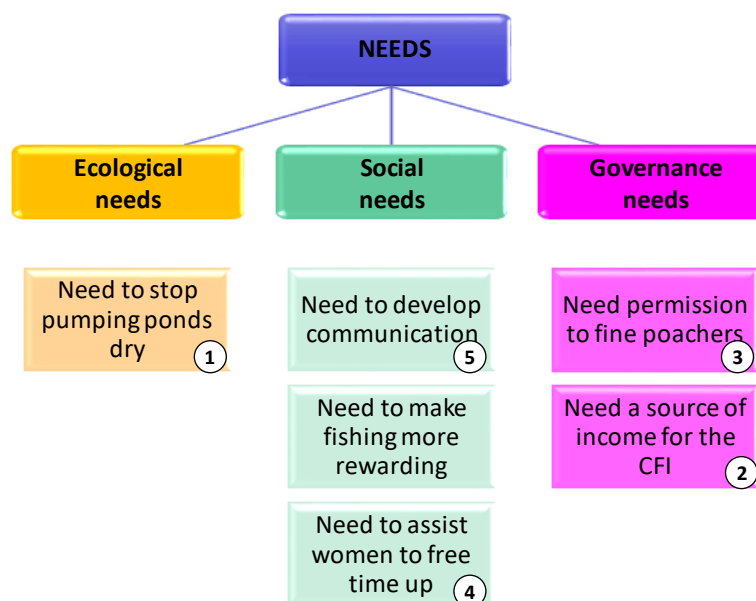 NEEDS
Ecological
needs
Social
needs
Governance
needs
Need to stop
pumping ponds
dry
1
Need to develop
communication
5
Need permission
to fine poachers
3
Need to make
fishing more
rewarding
Need a source of
income for the
CFI
2
Need to assist
women to free
time up
4